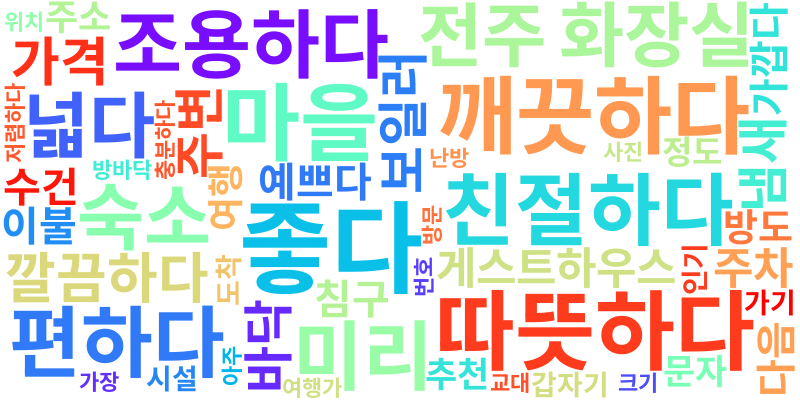 위치
주소
조용하다
전주 화장실
가격
저렴하다
넓다
충분하다
주변
마을
보일러
깨끗하다
가깝다
방바닥
난방
사진
정도
새
수건
여행
예쁘다
냄
이불
숙소
좋다
방문
친절하다
땅도
깔끔하다
도착
번호
게스트하우스
인기
주차
침구
편하다
바닥
미리
따뜻하다
가기
다음
가장
시설
아주
여행가
추천
교대
갑자기
크기
문자